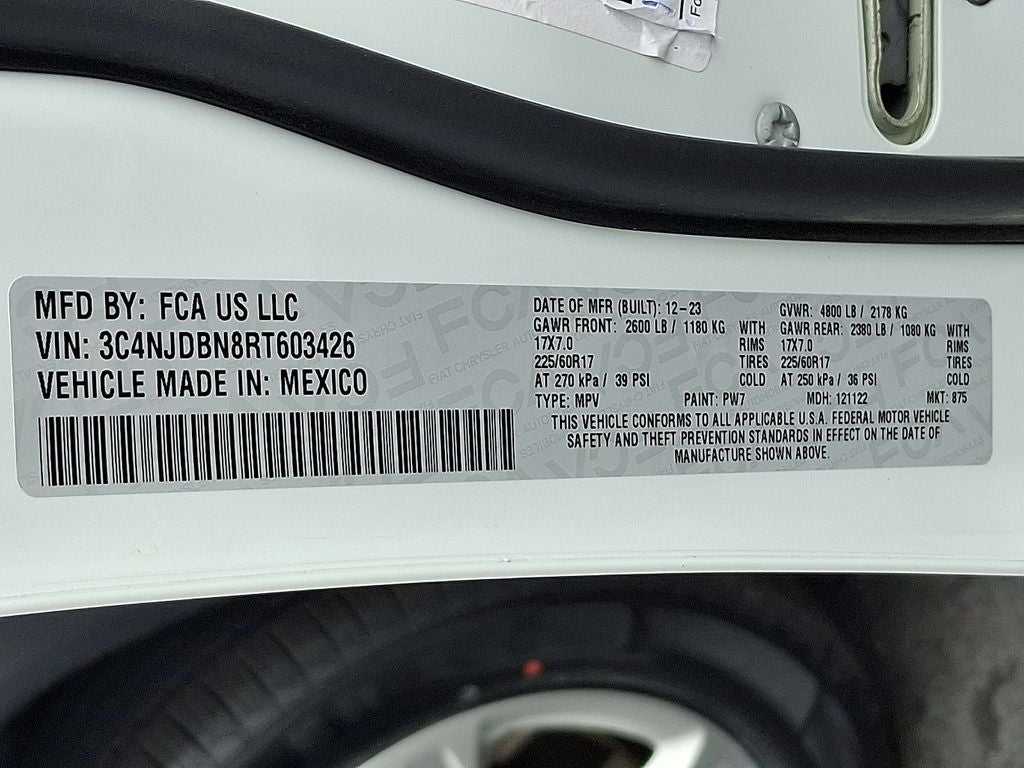 MFD BY: FCA US LLC
VIN: 3C4NJDBN8RT603426
VEHICLE MADE IN: MEXICO
DATE OF MFR (BUILT): 12-23 GVWR: 4800 LB / 2178 KG
GAWR FRONT: 2600 LB / 1180 KG WITH GAWR REAR: 2380 LB / 1080 KG WITH
17X7.0 RIMS 17X7.0 RIMS
225/60R17 TIRES 225/60R17 TIRES
AT 270 kPa / 39 PSI COLD AT 250 kPa / 36 PSI COLD
TYPE: MPV PAINT: PW7 MDH: 121122 MKT: 875
THIS VEHICLE CONFORMS TO ALL APPLICABLE U.S.A. FEDERAL MOTOR VEHICLE
SAFETY AND THEFT PREVENTION STANDARDS IN EFFECT ON THE DATE OF
MANUFACTURE SHOWN ABOVE.